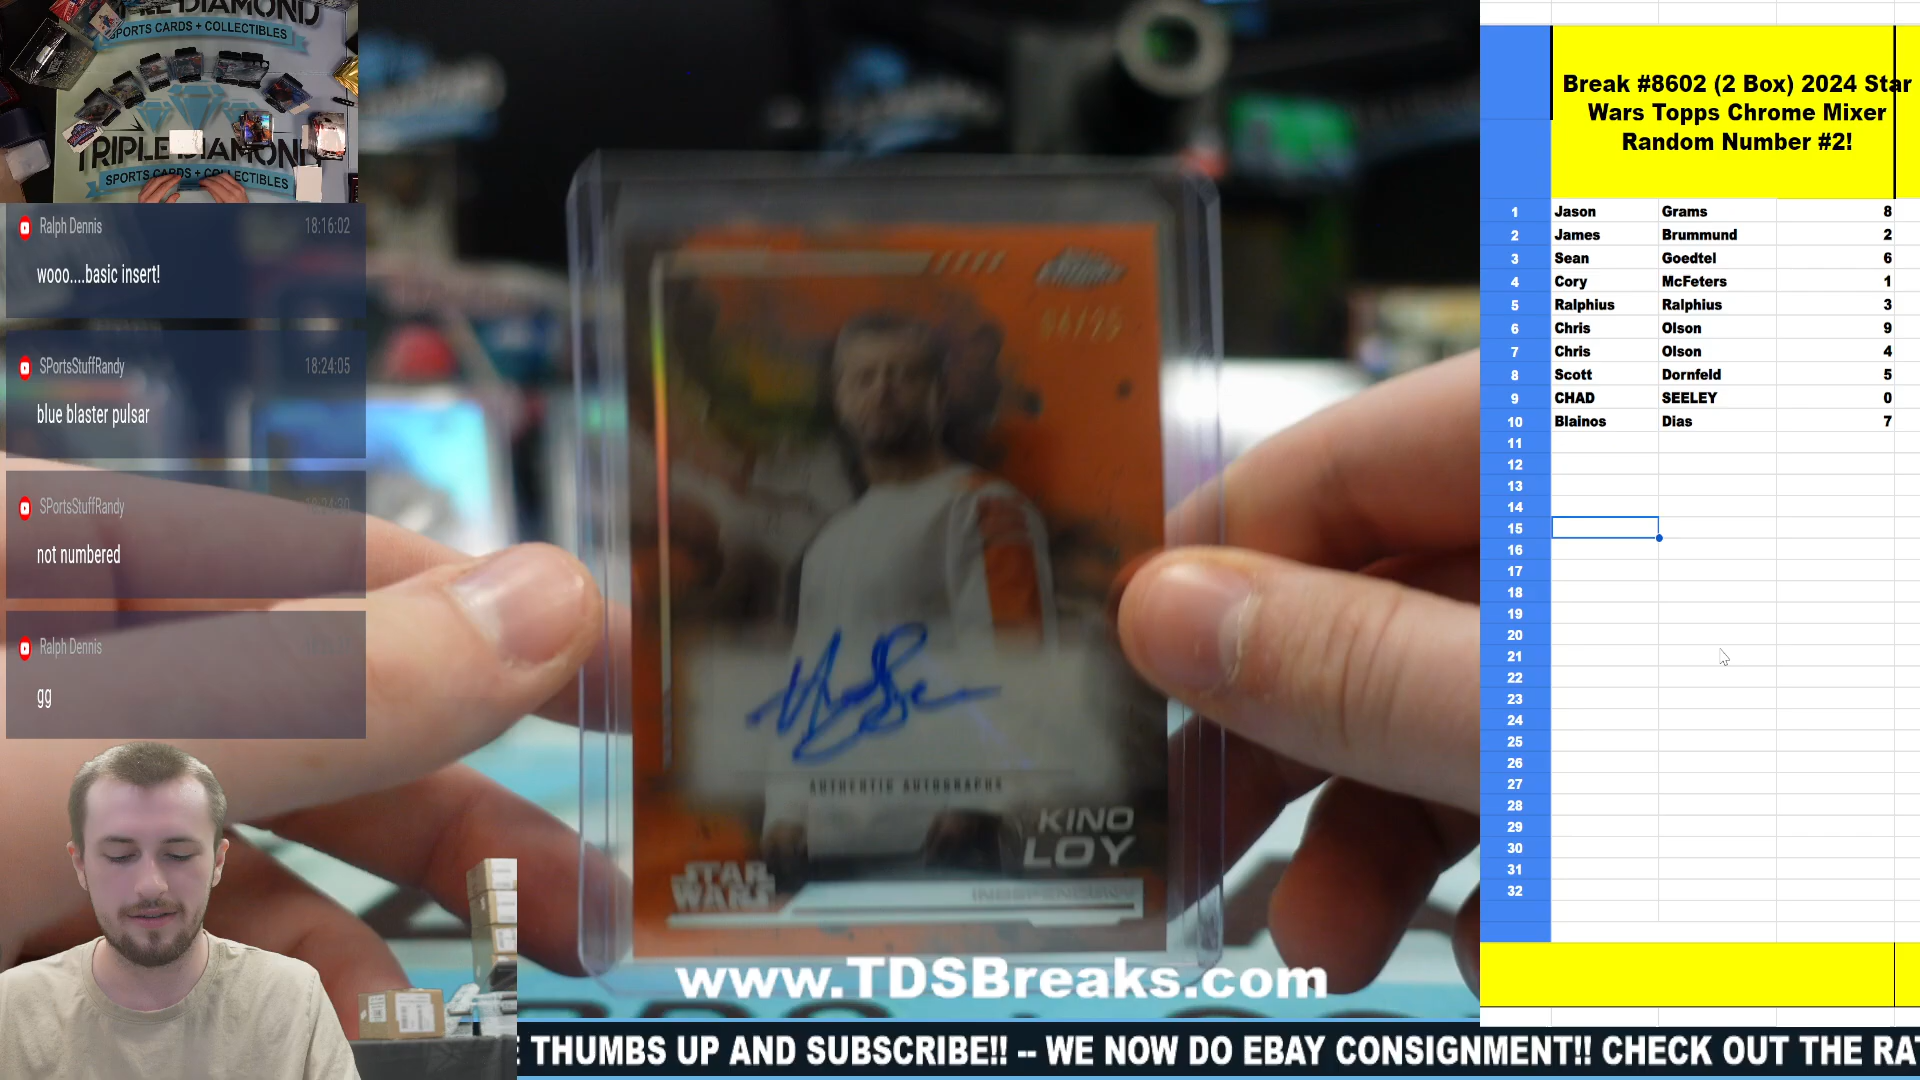 SPORTS CARDS + COLLECTIBLES
TRIPLE DIAMOND
SPORTS CARDS + COLLECTIBLES
Ralph Dennis 18:16:02
wooo....basic insert!
SPortsStuffRandy 18:24:05
blue blaster pulsar
SPortsStuffRandy
not numbered
Ralph Dennis
gg
AUTHENTIC AUTOGRAPHS
KINO
LOY
STAR
WARS
www.TDSBreaks.com
THUMBS UP AND SUBSCRIBE!! -- WE NOW DO EBAY CONSIGNMENT!! CHECK OUT THE RAT
Break #8602 (2 Box) 2024 Star
Wars Topps Chrome Mixer
Random Number #2!
1 Jason Grams 8
2 James Brummund 2
3 Sean Goedtel 6
4 Cory McFeters 1
5 Ralphius Ralphius 3
6 Chris Olson 9
7 Chris Olson 4
8 Scott Dornfeld 5
9 CHAD SEELEY 0
10 Blainos Dias 7
11
12
13
14
15
16
17
18
19
20
21
22
23
24
25
26
27
28
29
30
31
32